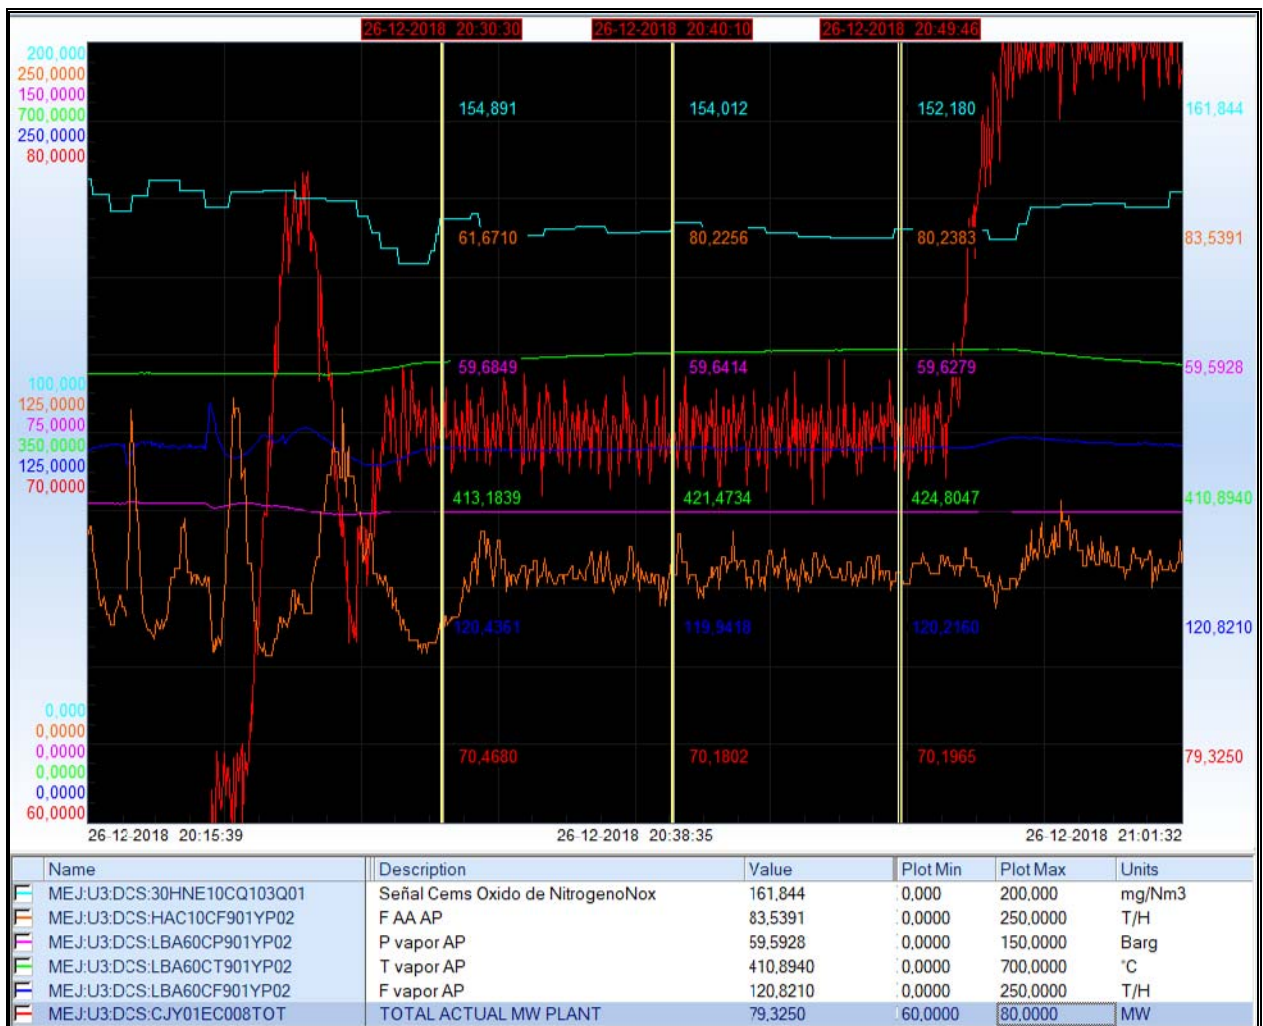 26-12-2018 20:30:30 26-12-2018 20:40:10 26-12-2018 20:49:46
200,000
250,0000
150,0000
700,0000
250,0000
80,0000
154,891 154,012 152,180 161,844
61,6710 80,2256 80,2383 83,5391
59,6849 59,6414 59,6279 59,5928
100,000
125,0000
75,0000
350,0000
125,0000
70,0000
413,1839 421,4734 424,8047 410,8940
120,4361 119,9418 120,2160 120,8210
0,000
0,0000
0,0000
0,0000
0,0000
60,0000
70,4680 70,1802 70,1965 79,3250
26-12-2018 20:15:39 26-12-2018 20:38:35 26-12-2018 21:01:32
Name Description Value Plot Min Plot Max Units
MEJ:U3:DCS:30HNE10CQ103Q01 Señal Cems Oxido de NitrogenoNox 161,844 0,000 200,000 mg/Nm3
MEJ:U3:DCS:HAC10CF901YP02 F AA AP 83,5391 0,0000 250,0000 T/H
MEJ:U3:DCS:LBA60CP901YP02 P vapor AP 59,5928 0,0000 150,0000 Barg
MEJ:U3:DCS:LBA60CT901YP02 T vapor AP 410,8940 0,0000 700,0000 °C
MEJ:U3:DCS:LBA60CF901YP02 F vapor AP 120,8210 0,0000 250,0000 T/H
MEJ:U3:DCS:CJY01EC008TOT TOTAL ACTUAL MW PLANT 79,3250 60,0000 80,0000 MW